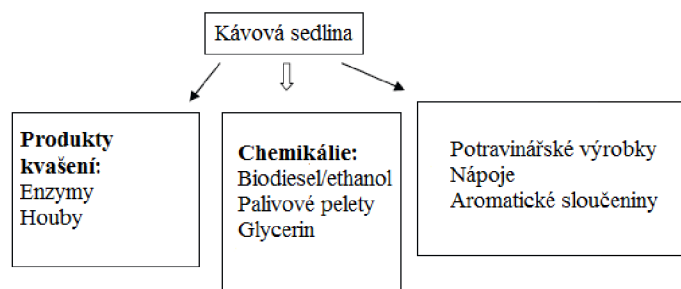 Kávová sedlina
Produkty
kvašení:
Enzymy
Houby
Chemikálie:
Biodiesel/ethanol
Palivové pelety
Glycerin
Potravinářské výrobky
Nápoje
Aromatické sloučeniny